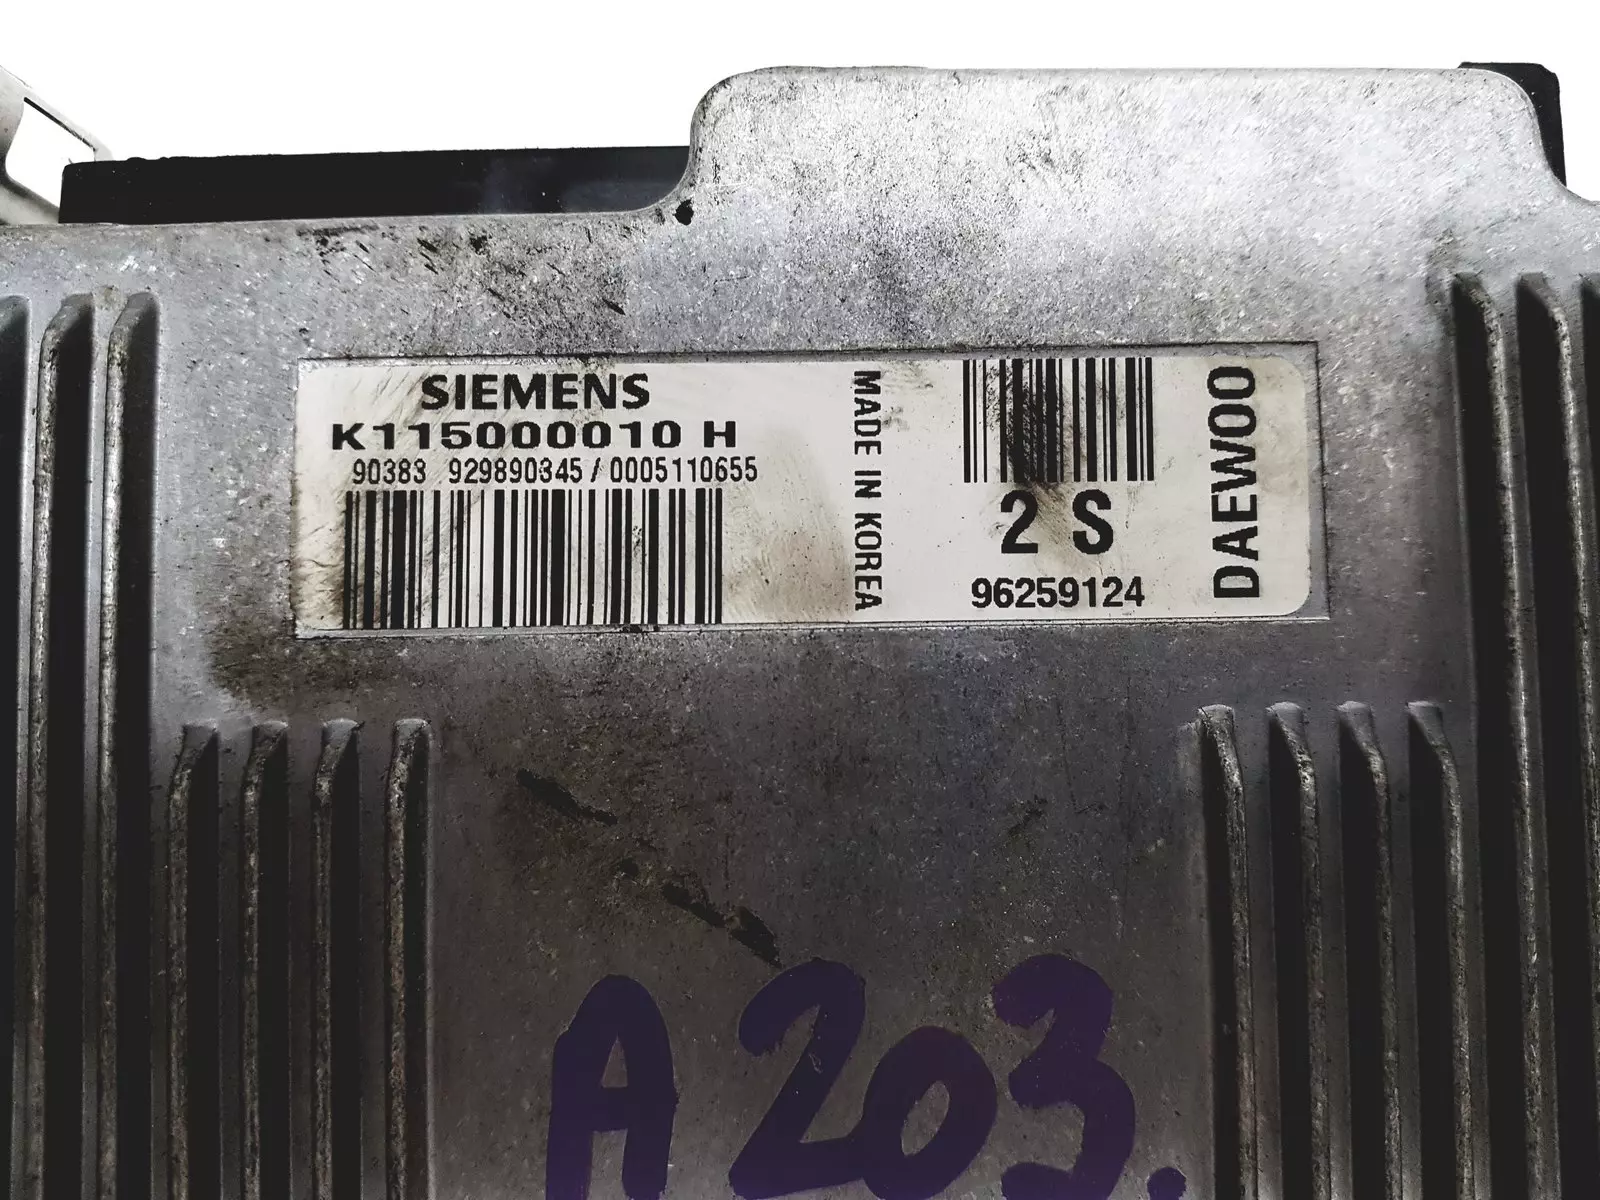 SIEMENS
K115000010 H
90383 929890345 / 0005110655
MADE IN KOREA
2 S
96259124
DAEWOO
A203.